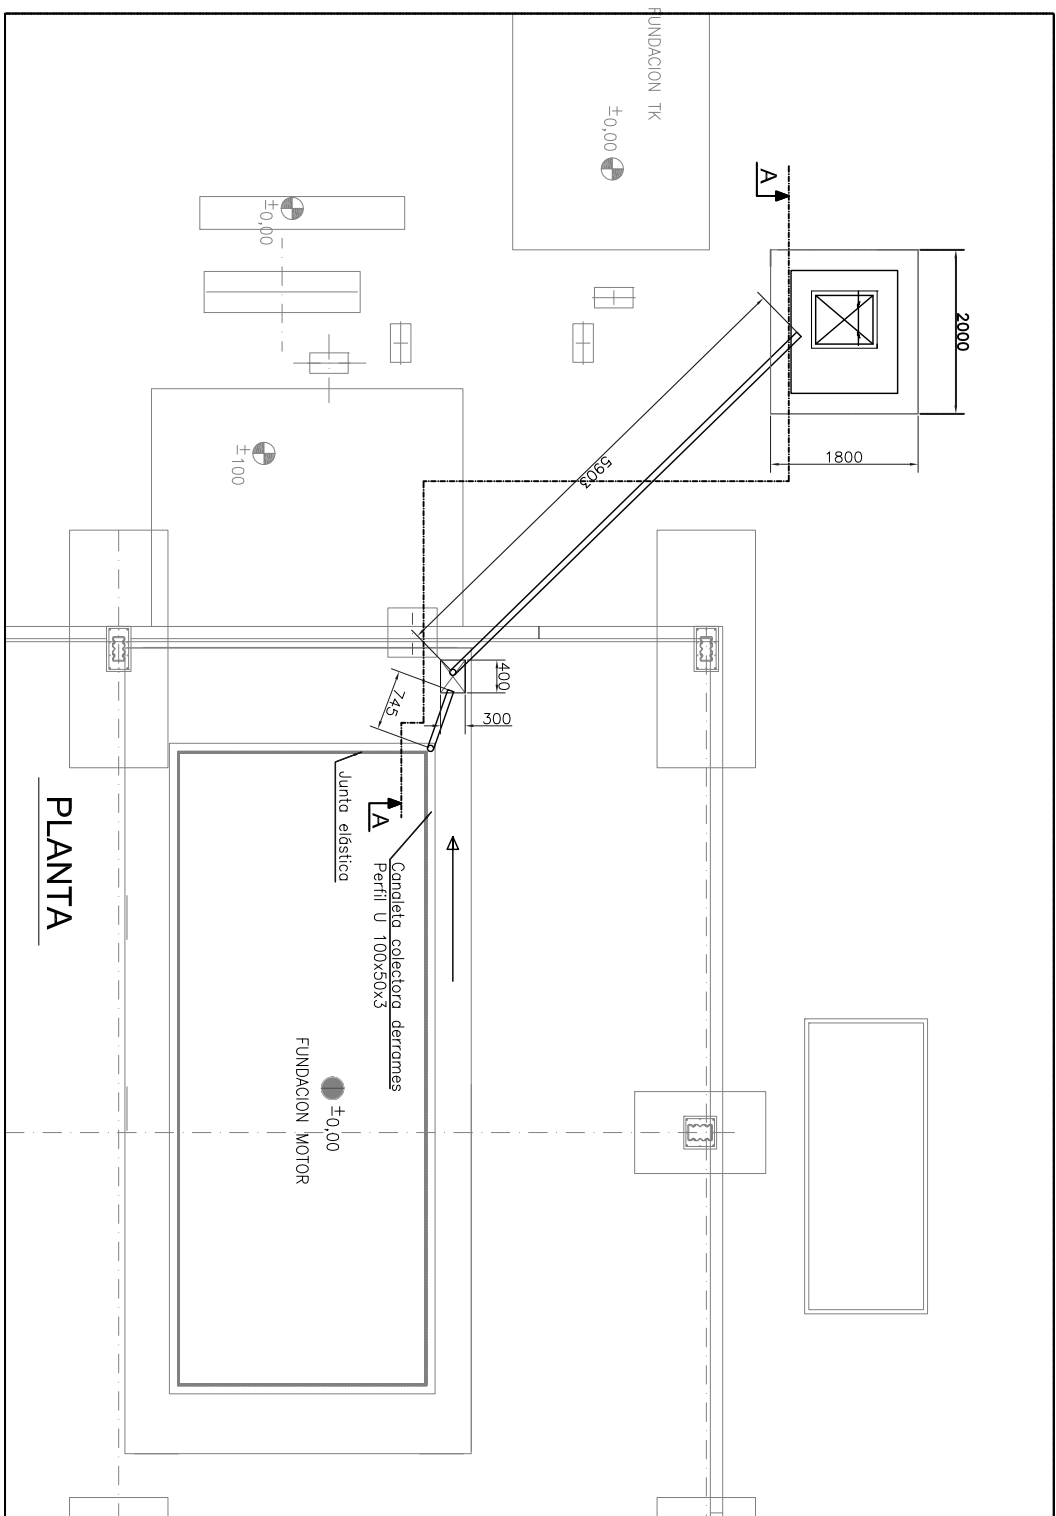 FUNDACION TK
±0,00
A
±0,00
2000
1800
5903
±100
400
300
745
A
Junta elástica
Canaleta colectora derrames
Perfil U 100x50x3
±0,00
FUNDACION MOTOR
PLANTA